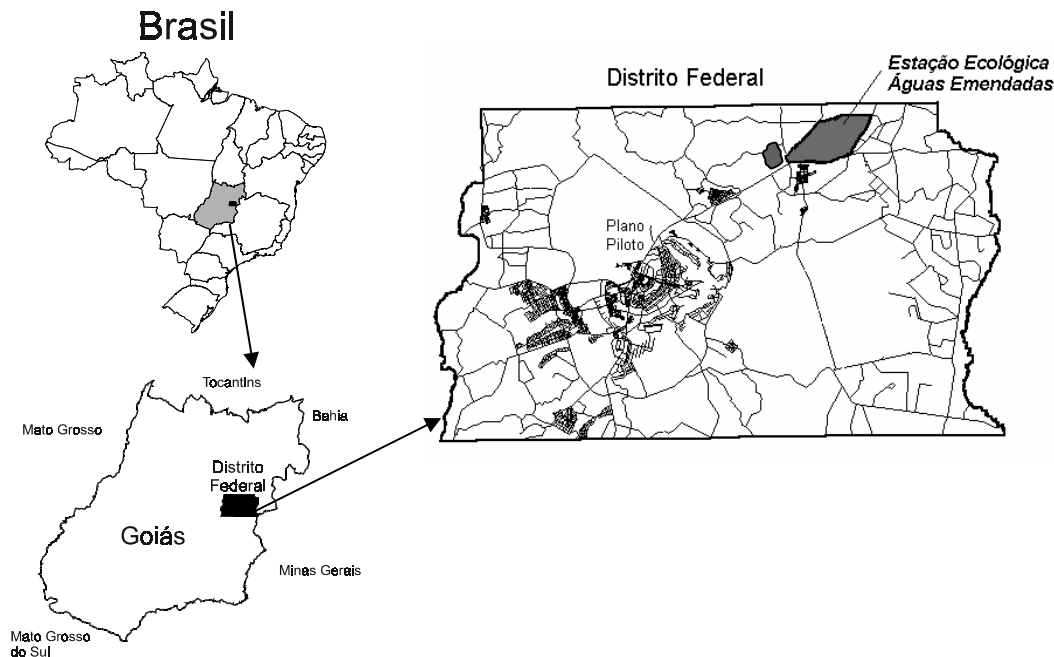 Brasil
Distrito Federal
Estação Ecológica
Águas Emendadas
Plano
Piloto
Tocantins
Bahia
Mato Grosso
Distrito
Federal
Goiás
Minas Gerais
Mato Grosso
do Sul